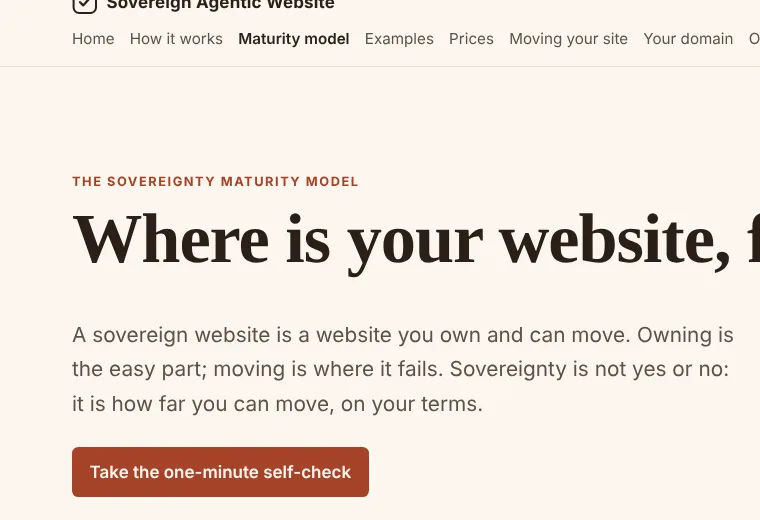 Sovereign Agentic Website
Home How it works Maturity model Examples Prices Moving your site Your domain
THE SOVEREIGNTY MATURITY MODEL
Where is your website,
A sovereign website is a website you own and can move. Owning is
the easy part; moving is where it fails. Sovereignty is not yes or no:
it is how far you can move, on your terms.
Take the one-minute self-check